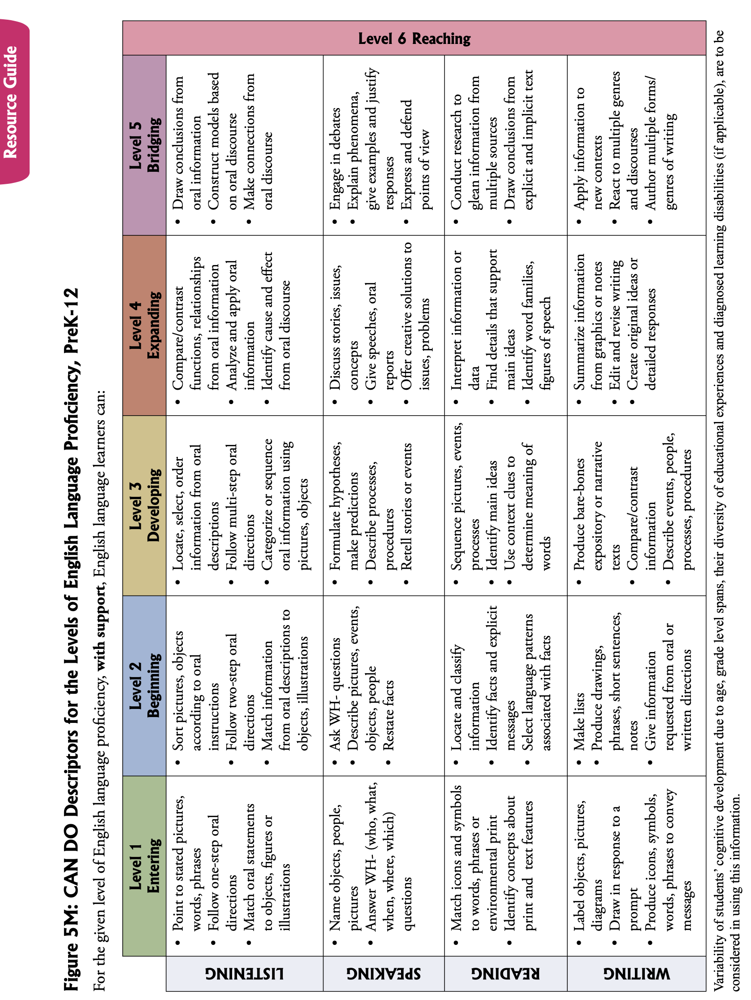 Resource Guide
Figure 5M: CAN DO Descriptors for the Levels of English Language Proficiency, PreK-12
For the given level of English language proficiency, with support, English language learners can:
Level 1
Entering
Level 2
Beginning
Level 3
Developing
Level 4
Expanding
Level 5
Bridging
Level 6 Reaching
LISTENING
• Point to stated pictures,
words, phrases
• Follow one-step oral
directions
• Match oral statements
to objects, figures or
illustrations
• Sort pictures, objects
according to oral
instructions
• Follow two-step oral
directions
• Match information
from oral descriptions to
objects, illustrations
• Locate, select, order
information from oral
descriptions
• Follow multi-step oral
directions
• Categorize or sequence
oral information using
pictures, objects
• Compare/contrast
functions, relationships
from oral information
• Analyze and apply oral
information
• Identify cause and effect
from oral discourse
• Draw conclusions from
oral information
• Construct models based
on oral discourse
• Make connections from
oral discourse
SPEAKING
• Name objects, people,
pictures
• Answer WH- (who, what,
when, where, which)
questions
• Ask WH- questions
• Describe pictures, events,
objects, people
• Restate facts
• Formulate hypotheses,
make predictions
• Describe processes,
procedures
• Retell stories or events
• Discuss stories, issues,
concepts
• Give speeches, oral
reports
• Offer creative solutions to
issues, problems
• Engage in debates
• Explain phenomena,
give examples and justify
responses
• Express and defend
points of view
READING
• Match icons and symbols
to words, phrases or
environmental print
• Identify concepts about
print and text features
• Locate and classify
information
• Identify facts and explicit
messages
• Select language patterns
associated with facts
• Sequence pictures, events,
processes
• Identify main ideas
• Use context clues to
determine meaning of
words
• Interpret information or
data
• Find details that support
main ideas
• Identify word families,
figures of speech
• Conduct research to
glean information from
multiple sources
• Draw conclusions from
explicit and implicit text
WRITING
• Label objects, pictures,
diagrams
• Draw in response to a
prompt
• Produce icons, symbols,
words, phrases to convey
messages
• Make lists
• Produce drawings,
phrases, short sentences,
notes
• Give information
requested from oral or
written directions
• Produce bare-bones
expository or narrative
texts
• Compare/contrast
information
• Describe events, people,
processes, procedures
• Summarize information
from graphics or notes
• Edit and revise writing
• Create original ideas or
detailed responses
• Apply information to
new contexts
• React to multiple genres
and discourses
• Author multiple forms/
genres of writing
Variability of students’ cognitive development due to age, grade level spans, their diversity of educational experiences and diagnosed learning disabilities (if applicable), are to be
considered in using this information.